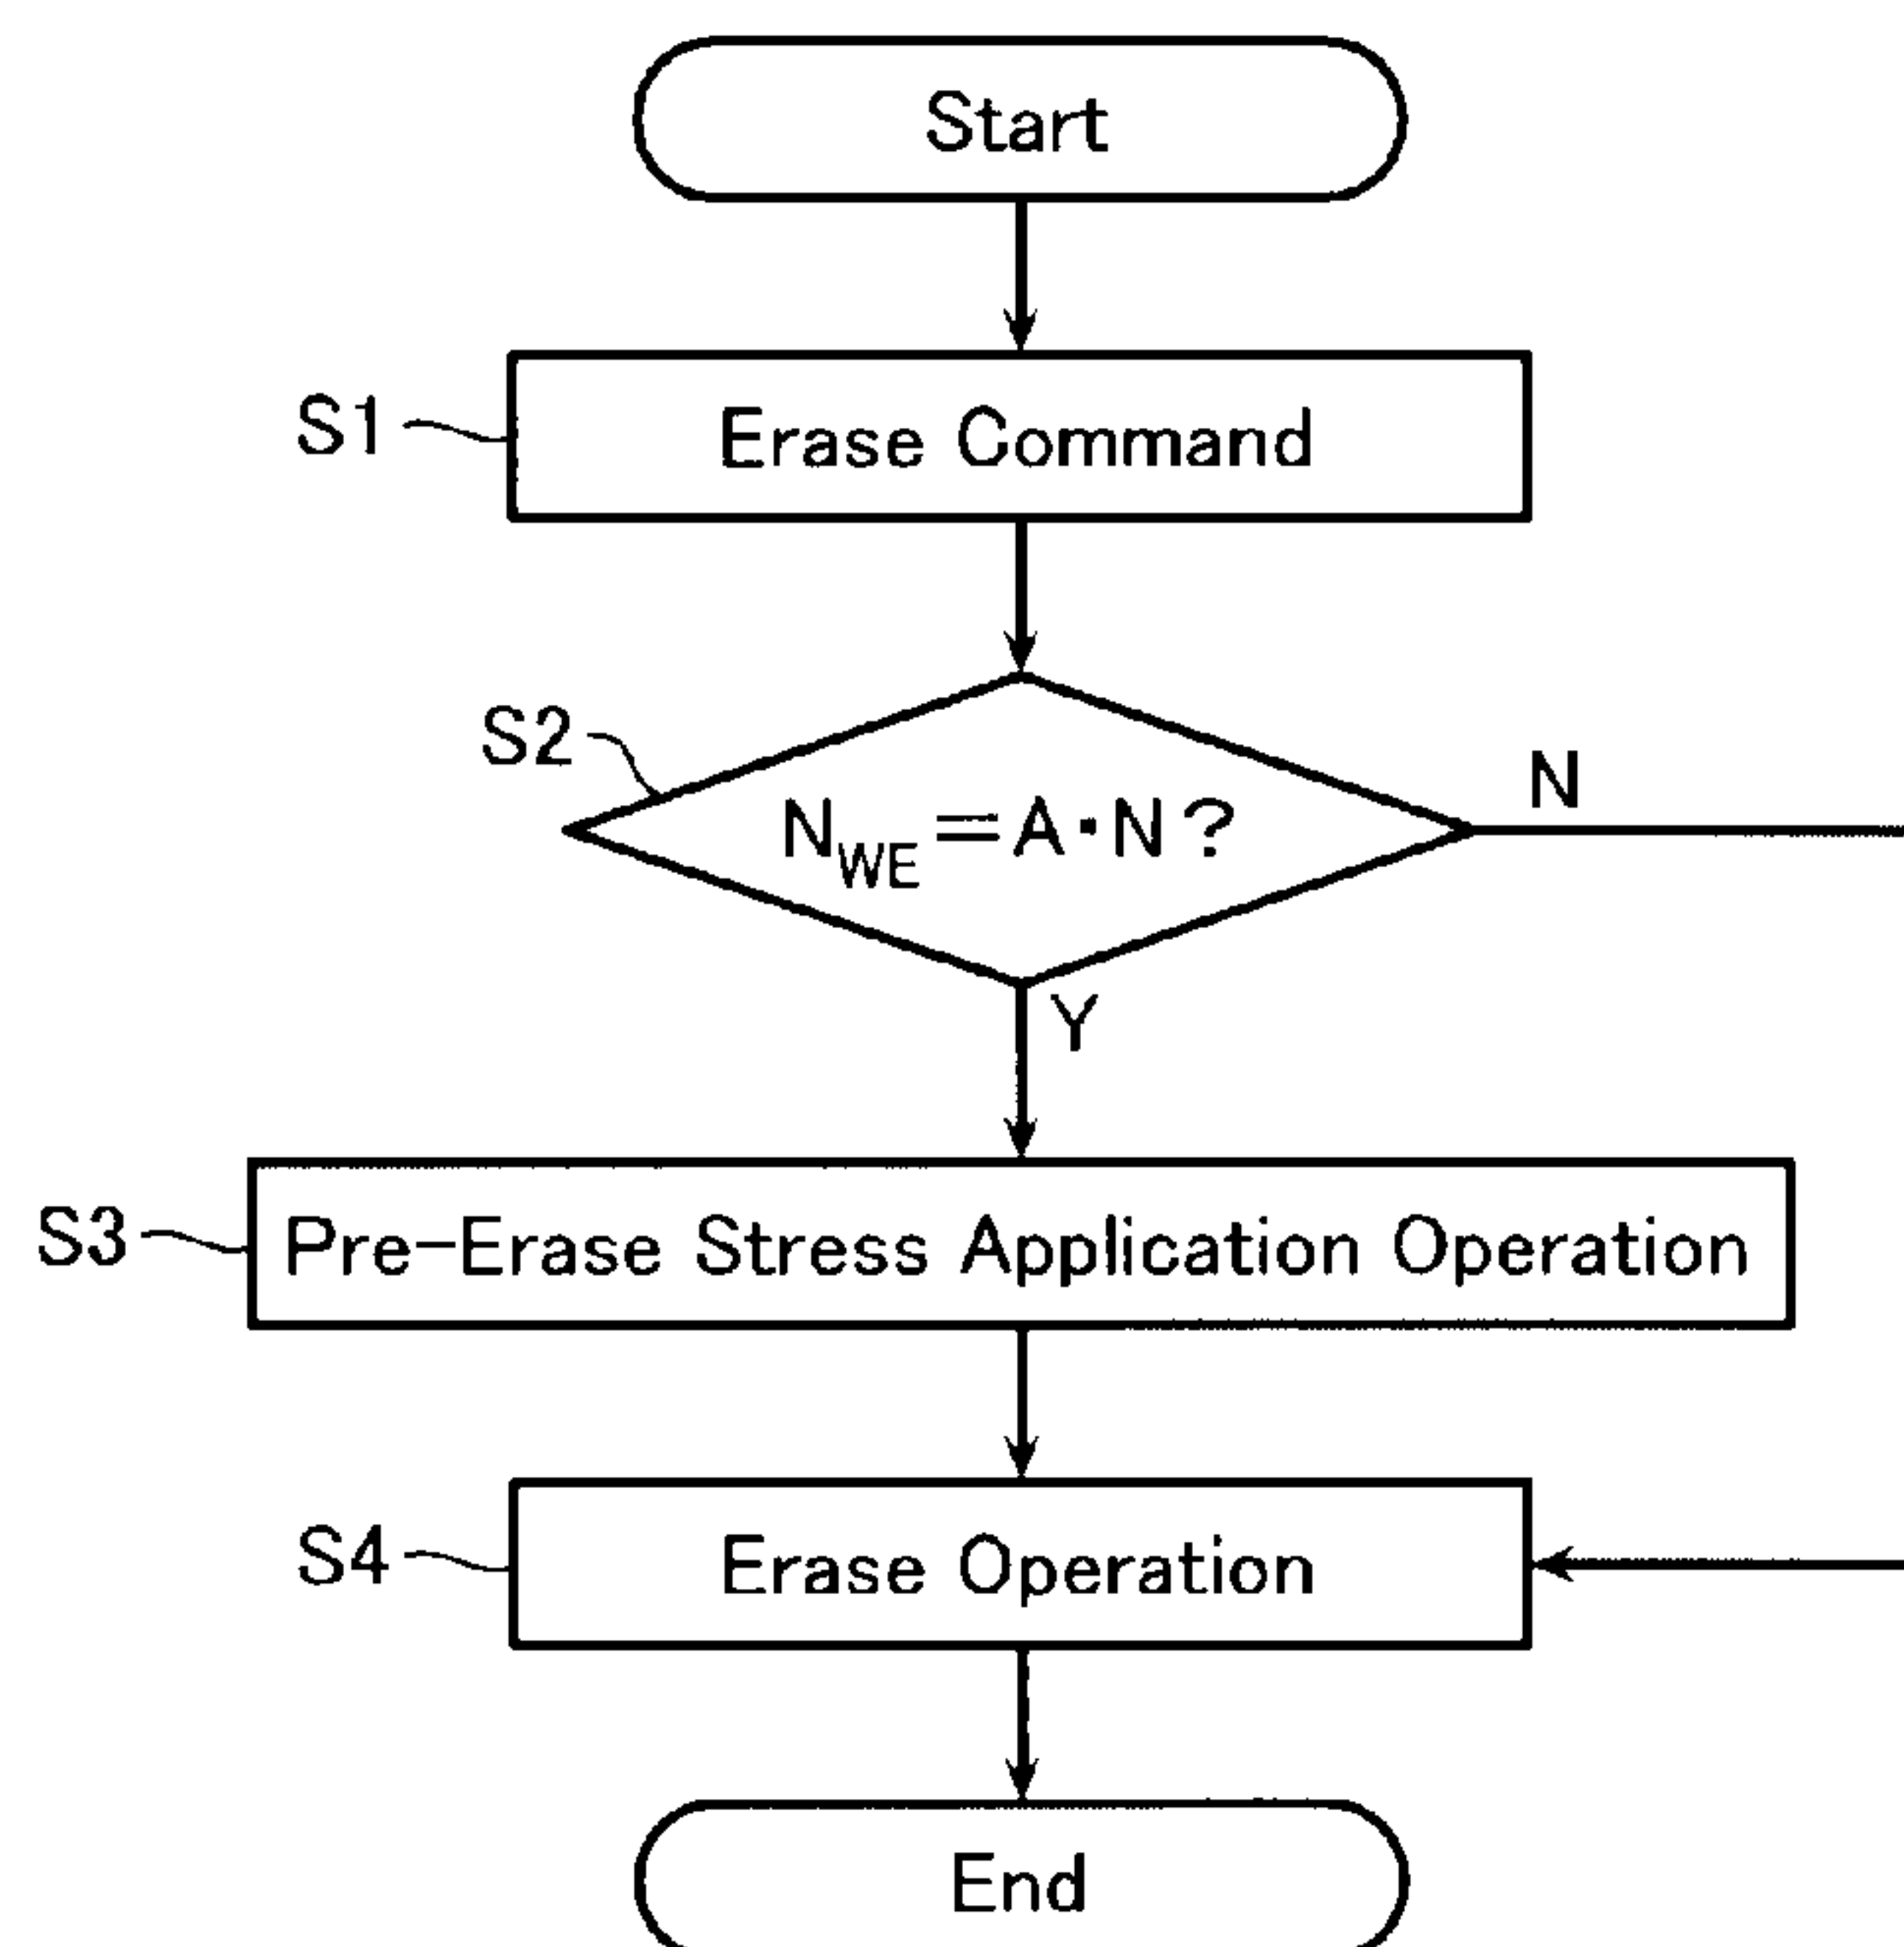 Start
S1
Erase Command
S2
N_WE=A·N?
N
Y
S3
Pre-Erase Stress Application Operation
S4
Erase Operation
End